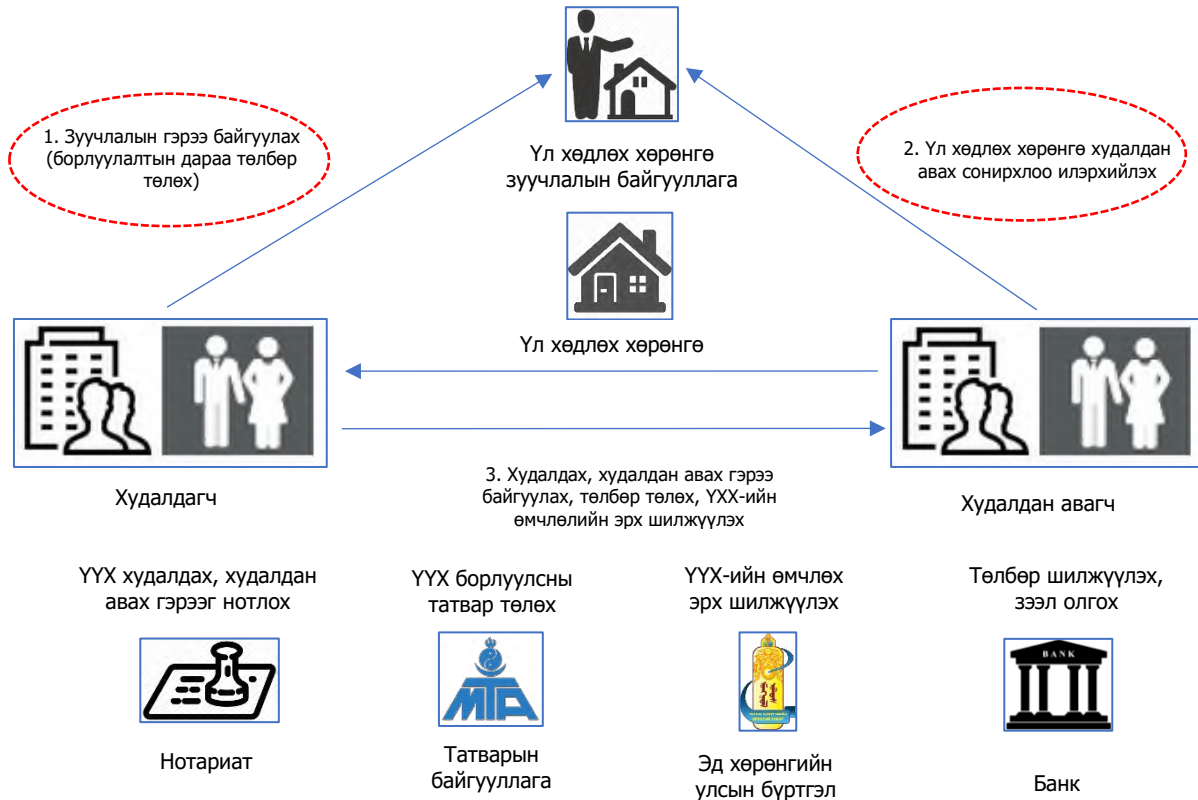 1. Зуучлалын гэрээ байгуулах
(борлуулалтын дараа төлбөр
төлөх)
Үл хөдлөх хөрөнгө
зуучлалын байгууллага
2. Үл хөдлөх хөрөнгө худалдан
авах сонирхлоо илэрхийлэх
Үл хөдлөх хөрөнгө
Худалдагч
3. Худалдах, худалдан авах гэрээ
байгуулах, төлбөр төлөх, ҮХХ-ийн
өмчлөлийн эрх шилжүүлэх
Худалдан авагч
ҮҮХ худалдах, худалдан
авах гэрээг нотлох
ҮҮХ борлуулсны
татвар төлөх
ҮҮХ-ийн өмчлөх
эрх шилжүүлэх
Төлбөр шилжүүлэх,
зээл олгох
МТА
BANK
Нотариат
Татварын
байгууллага
Эд хөрөнгийн
улсын бүртгэл
Банк